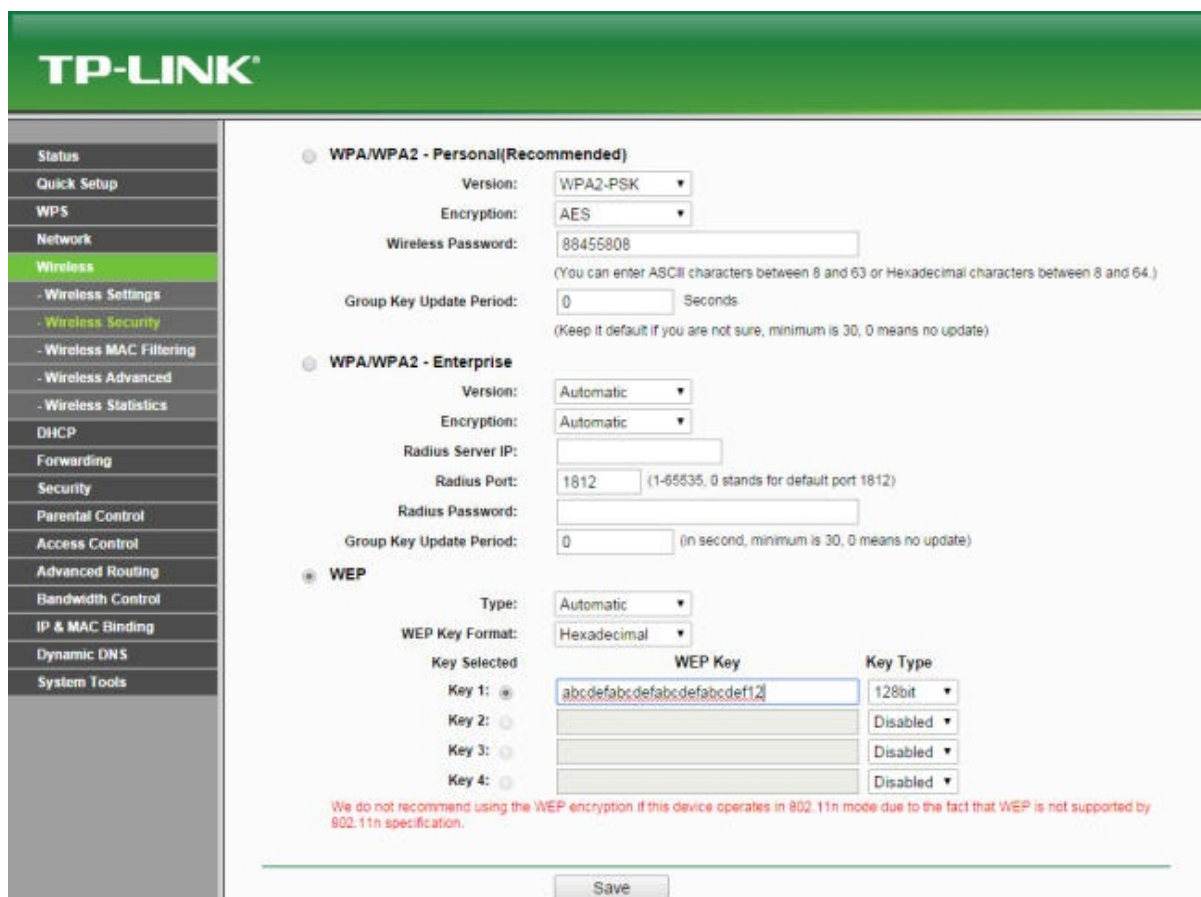 TP-LINK
Status
Quick Setup
WPS
Network
Wireless
- Wireless Settings
- Wireless Security
- Wireless MAC Filtering
- Wireless Advanced
- Wireless Statistics
DHCP
Forwarding
Security
Parental Control
Access Control
Advanced Routing
Bandwidth Control
IP & MAC Binding
Dynamic DNS
System Tools
WPA/WPA2 - Personal(Recommended)
Version: WPA2-PSK
Encryption: AES
Wireless Password: 88455808
(You can enter ASCII characters between 8 and 63 or Hexadecimal characters between 8 and 64.)
Group Key Update Period: 0 Seconds
(Keep it default if you are not sure, minimum is 30, 0 means no update)
WPA/WPA2 - Enterprise
Version: Automatic
Encryption: Automatic
Radius Server IP:
Radius Port: 1812 (1-65535, 0 stands for default port 1812)
Radius Password:
Group Key Update Period: 0 (in second, minimum is 30, 0 means no update)
WEP
Type: Automatic
WEP Key Format: Hexadecimal
Key Selected WEP Key Key Type
Key 1: abcdefabcdefabcdefabcdef12 128bit
Key 2: Disabled
Key 3: Disabled
Key 4: Disabled
We do not recommend using the WEP encryption if this device operates in 802.11n mode due to the fact that WEP is not supported by
802.11n specification.
Save